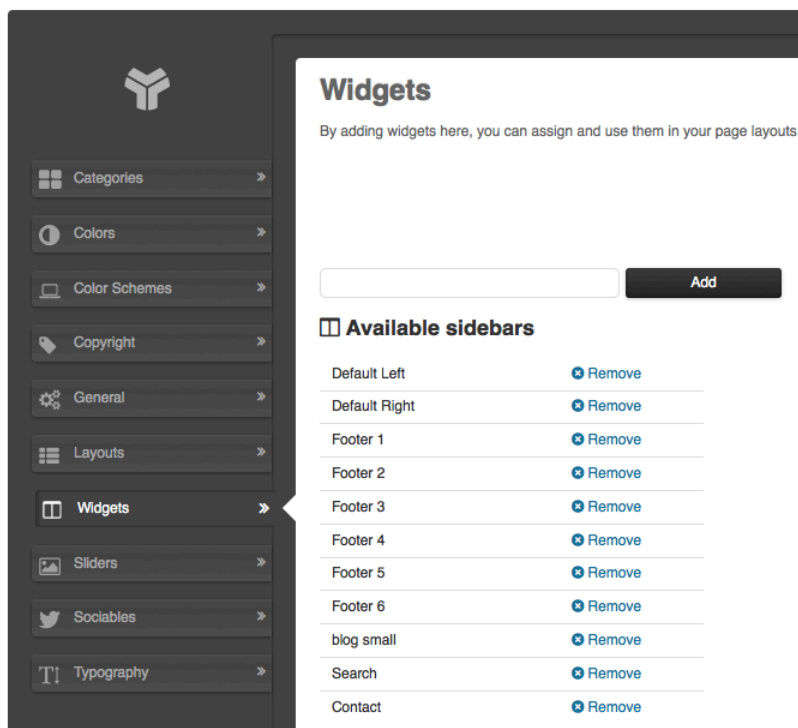 Widgets
By adding widgets here, you can assign and use them in your page layouts
Categories
Colors
Color Schemes
Copyright
General
Layouts
Widgets
Sliders
Sociables
Typography
Add
Available sidebars
Default Left Remove
Default Right Remove
Footer 1 Remove
Footer 2 Remove
Footer 3 Remove
Footer 4 Remove
Footer 5 Remove
Footer 6 Remove
blog small Remove
Search Remove
Contact Remove